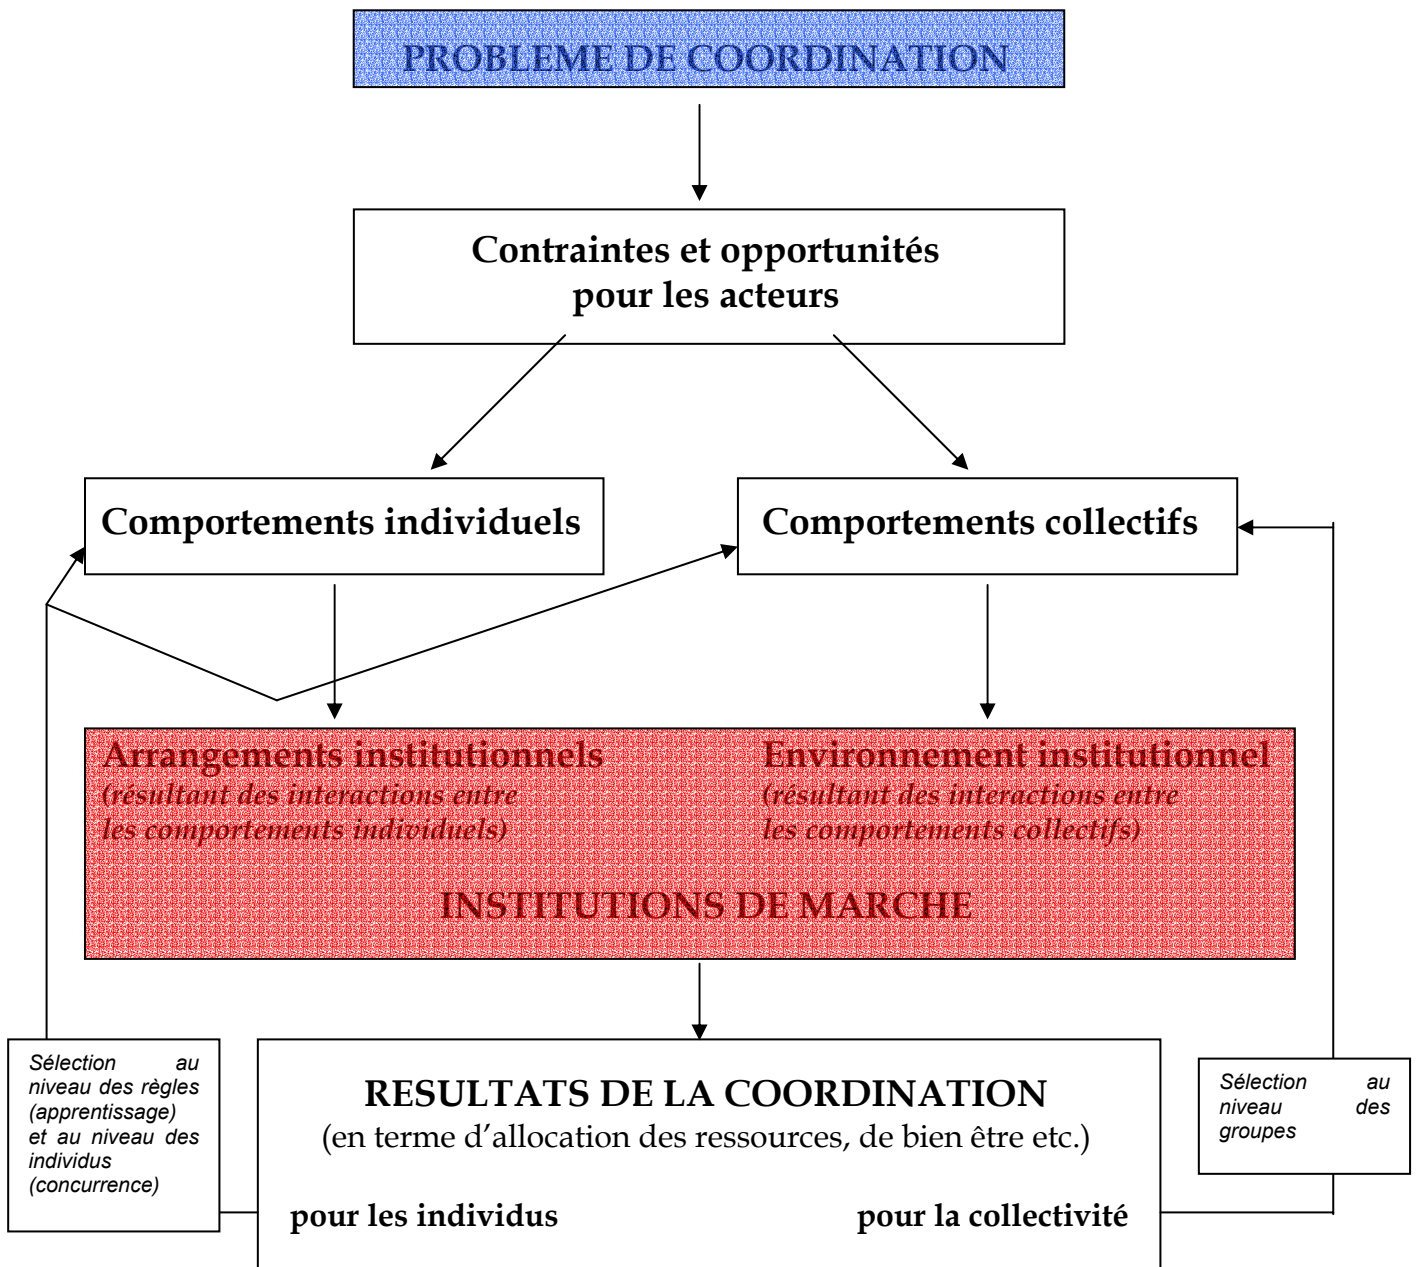 PROBLEME DE COORDINATION
Contraintes et opportunités
pour les acteurs
Comportements individuels
Comportements collectifs
Arrangements institutionnels
(résultant des interactions entre
les comportements individuels)
Environnement institutionnel
(résultant des interactions entre
les comportements collectifs)
INSTITUTIONS DE MARCHE
Sélection au
niveau des règles
(apprentissage)
et au niveau des
individus
(concurrence)
RESULTATS DE LA COORDINATION
(en terme d’allocation des ressources, de bien être etc.)
pour les individus
pour la collectivité
Sélection au
niveau des
groupes